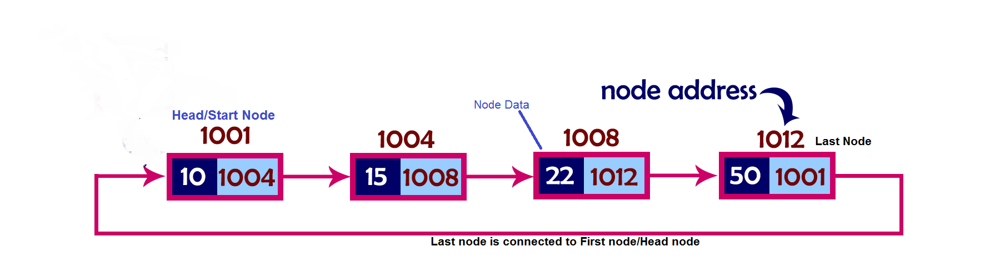 node address
Node Data
Head/Start Node
1001
1004
1008
1012 Last Node
10 1004
15 1008
22 1012
50 1001
Last node is connected to First node/Head node